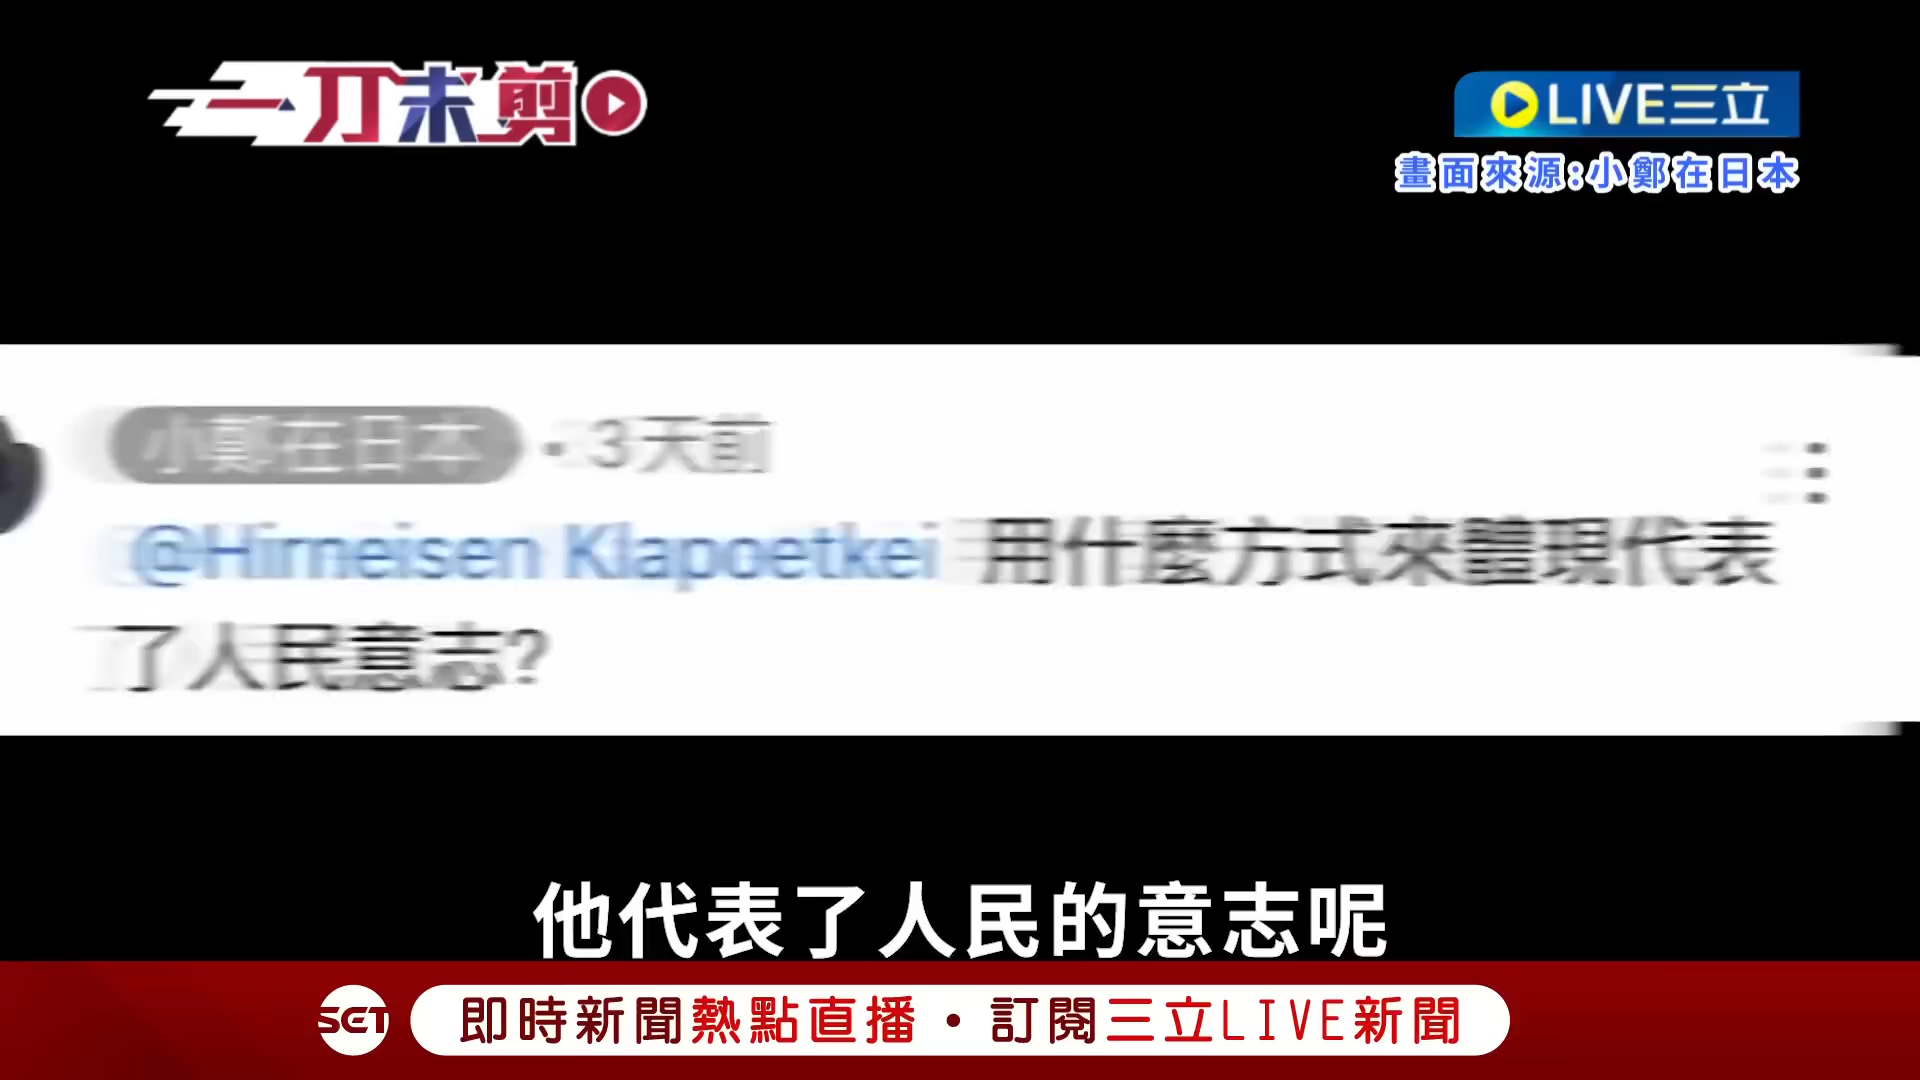 一刀未剪
LIVE三立
畫面來源:小鄭在日本
小鄭在日本 · 3天前
@Hirneisen Klapoetkei 用什麼方式來體現代表
了人民意志?
他代表了人民的意志呢
SET 即時新聞熱點直播・訂閱三立LIVE新聞